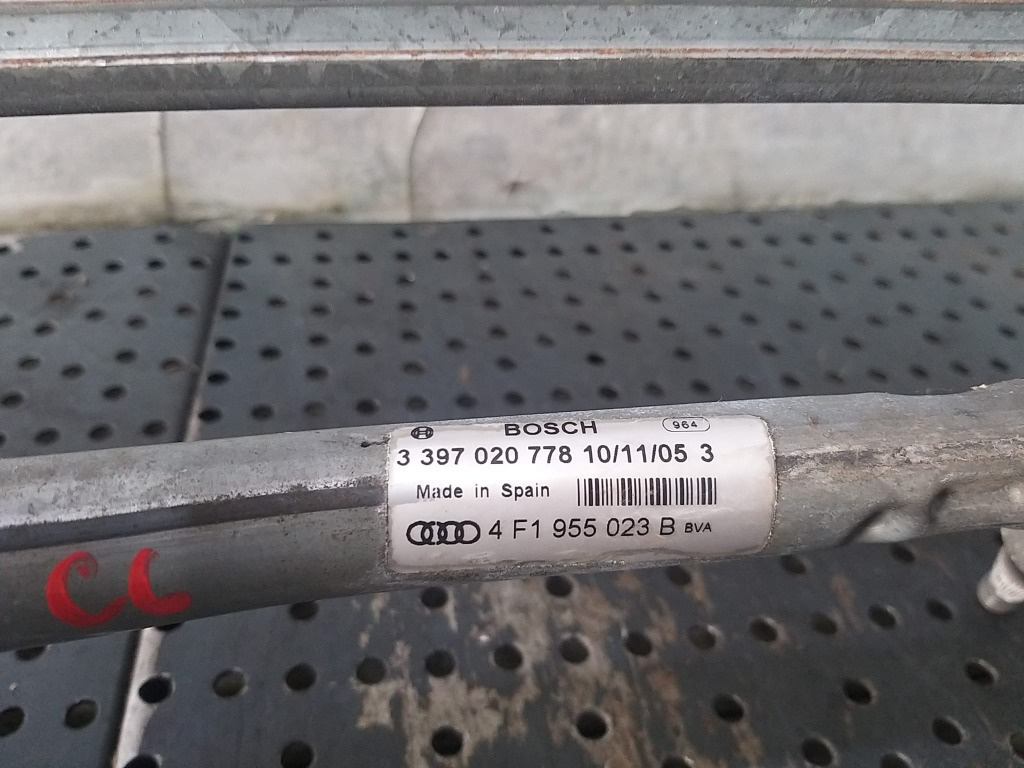 BOSCH 964
3 397 020 778 10/11/05 3
Made in Spain
4 F1 955 023 B BVA
CC